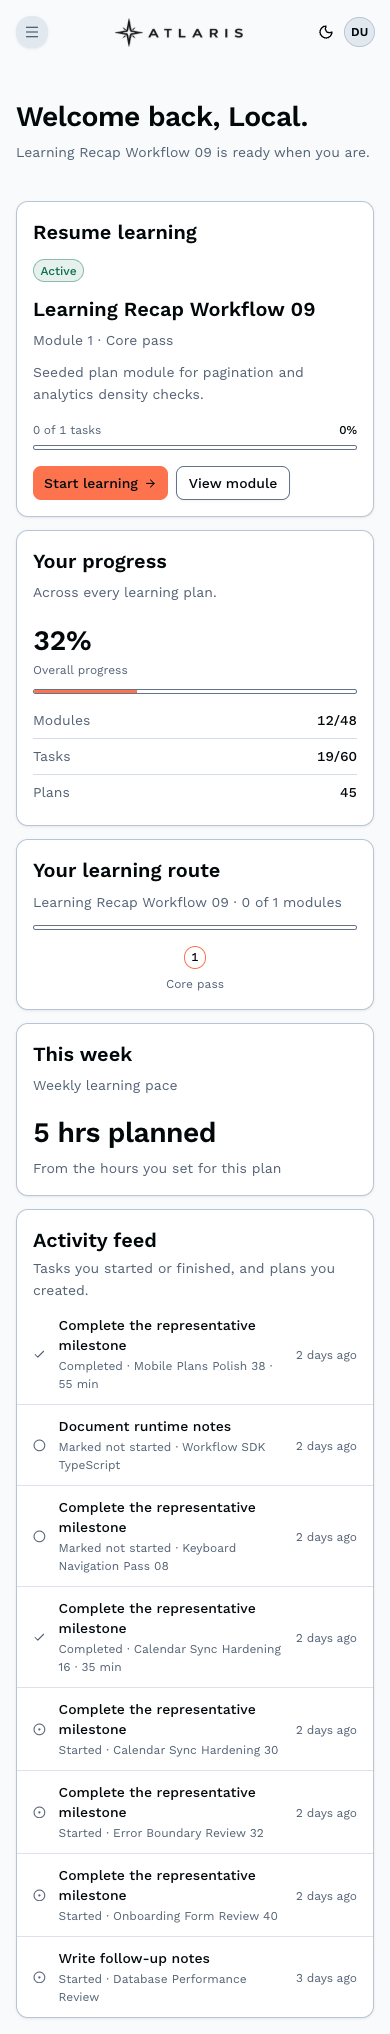 ATLARIS
DU
Welcome back, Local.
Learning Recap Workflow 09 is ready when you are.
Resume learning
Active
Learning Recap Workflow 09
Module 1 · Core pass
Seeded plan module for pagination and
analytics density checks.
0 of 1 tasks
0%
Start learning →
View module
Your progress
Across every learning plan.
32%
Overall progress
Modules
12/48
Tasks
19/60
Plans
45
Your learning route
Learning Recap Workflow 09 · 0 of 1 modules
1
Core pass
This week
Weekly learning pace
5 hrs planned
From the hours you set for this plan
Activity feed
Tasks you started or finished, and plans you
created.
Complete the representative
milestone
Completed · Mobile Plans Polish 38 ·
55 min
2 days ago
Document runtime notes
Marked not started · Workflow SDK
TypeScript
2 days ago
Complete the representative
milestone
Marked not started · Keyboard
Navigation Pass 08
2 days ago
Complete the representative
milestone
Completed · Calendar Sync Hardening
16 · 35 min
2 days ago
Complete the representative
milestone
Started · Calendar Sync Hardening 30
2 days ago
Complete the representative
milestone
Started · Error Boundary Review 32
2 days ago
Complete the representative
milestone
Started · Onboarding Form Review 40
2 days ago
Write follow-up notes
Started · Database Performance
Review
3 days ago